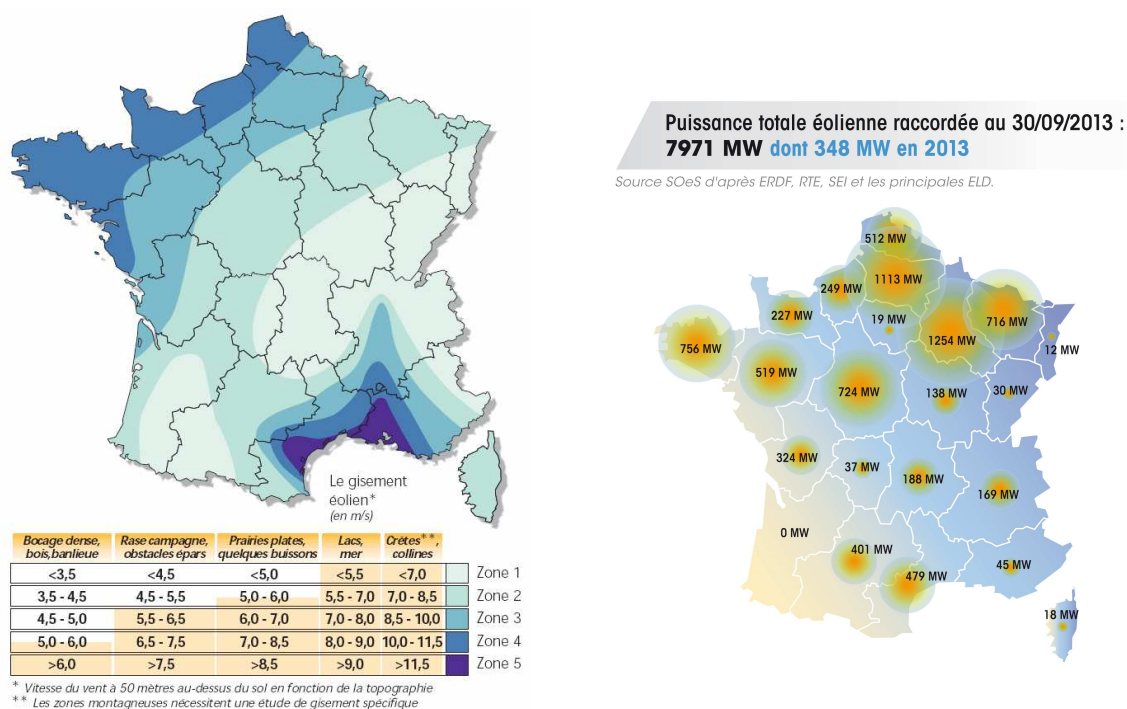 Le gisement
éolien*
(en m/s)
Bocage dense, bois,banlieue
Rase campagne, obstacles épars
Prairies plates, quelques buissons
Lacs, mer
Crètes**, collines
<3,5 <4,5 <5,0 <5,5 <7,0 Zone 1
3,5 - 4,5 4,5 - 5,5 5,0 - 6,0 5,5 - 7,0 7,0 - 8,5 Zone 2
4,5 - 5,0 5,5 - 6,5 6,0 - 7,0 7,0 - 8,0 8,5 - 10,0 Zone 3
5,0 - 6,0 6,5 - 7,5 7,0 - 8,5 8,0 - 9,0 10,0 - 11,5 Zone 4
>6,0 >7,5 >8,5 >9,0 >11,5 Zone 5
* Vitesse du vent à 50 mètres au-dessus du sol en fonction de la topographie
** Les zones montagneuses nécessitent une étude de gisement spécifique
Puissance totale éolienne raccordée au 30/09/2013 :
7971 MW dont 348 MW en 2013
Source SOeS d'après ERDF, RTE, SEI et les principales ELD.
512 MW
1113 MW
249 MW
227 MW
19 MW
716 MW
1254 MW
12 MW
756 MW
519 MW
724 MW
138 MW
30 MW
324 MW
37 MW
188 MW
169 MW
0 MW
401 MW
479 MW
45 MW
18 MW